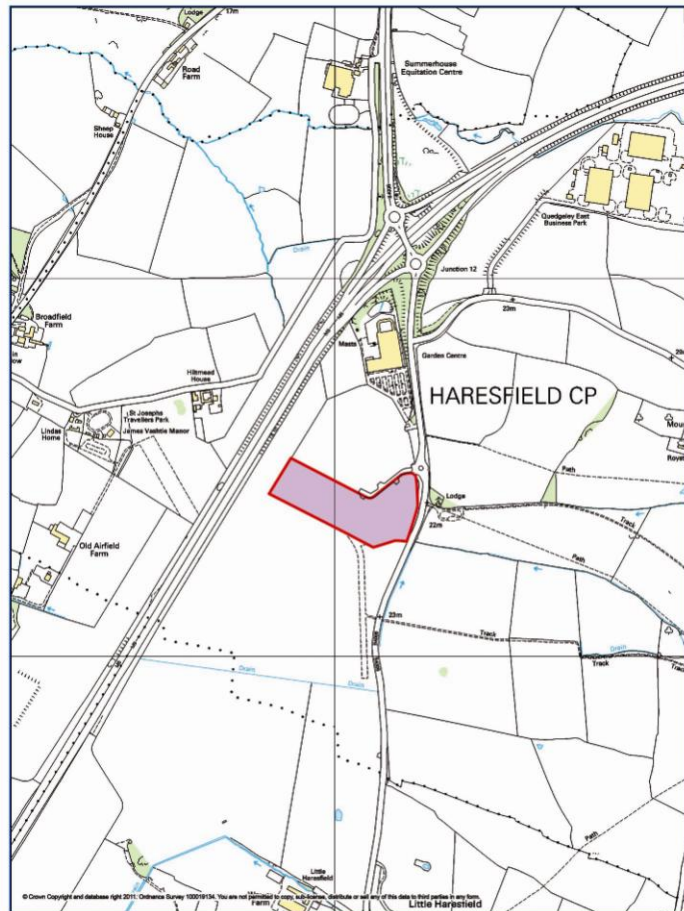 Lodge
17m
Road
Farm
Summerhouse
Equitation Centre
Sheep
House
Quedgeley East
Business Park
Drain
Junction 12
23m
Broadfield
Farm
Masts
Garden Centre
Hiltmead
House
HARESFIELD CP
St Josephs
Travellers Park
James Vashtie Manor
Lindas
Home
Path
Lodge
22m
Track
Path
Old Airfield
Farm
23m
Track
Drain
Track
Drain
Drain
Path
Little
Haresfield
Farm
Little Haresfield
© Crown Copyright and database right 2011. Ordnance Survey 100019134. You are not permitted to copy, sub-license, distribute or sell any of this data to third parties in any form.